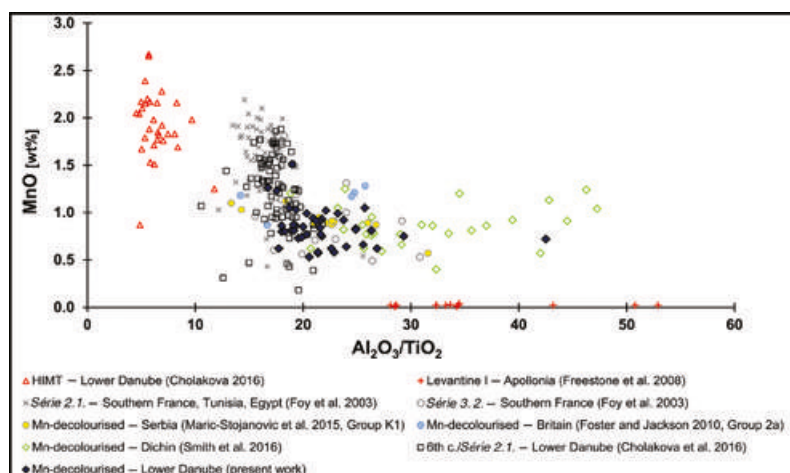 3.0
2.5
2.0
1.5
1.0
0.5
0.0
MnO [wt%]
0 10 20 30 40 50 60
Al₂O₃/TiO₂
HIMT — Lower Danube (Cholakova 2016)
Levantine I — Apollonia (Freestone et al. 2008)
Série 2.1. — Southern France, Tunisia, Egypt (Foy et al. 2003)
Série 3.2. — Southern France (Foy et al. 2003)
Mn-decolourised — Serbia (Maric-Stojanovic et al. 2015, Group K1)
Mn-decolourised — Britain (Foster and Jackson 2010, Group 2a)
Mn-decolourised — Dichin (Smith et al. 2016)
6th c./Série 2.1. — Lower Danube (Cholakova et al. 2016)
Mn-decolourised — Lower Danube (present work)